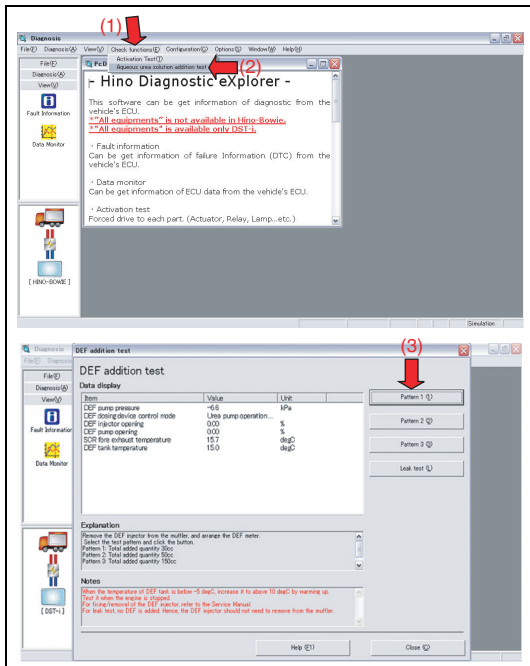 (1)
Diagnosis
File(F) Diagnosis(A) View(V) Check functions(E) Configuration(C) Options(S) Window(W) Help(H)
Activation Test(T)
Aqueous urea solution addition test
(2)
File(F)
Diagnosis(A)
View(V)
Fault Information
Data Monitor
[ HINO-BOWIE ]
- Hino Diagnostic eXplorer -
This software can be get information of diagnostic from the
vehicle's ECU.
*"All equipments" is not available in Hino-Bowie.
*"All equipments" is available only DST-i.
· Fault information
Can be get information of failure Information (DTC) from the
vehicle's ECU.
· Data monitor
Can be get information of ECU data from the vehicle's ECU.
· Activation test
Forced drive to each part. (Actuator, Relay, Lamp...etc.)
Simulation
(3)
Diagnosis
File(F) Diagnosis
File(F)
Diagnosis(A)
View(V)
Fault Information
Data Monitor
[ DST-i ]
DEF addition test
DEF addition test
Data display
Item Value Unit
DEF pump pressure -6.6 kPa
DEF dosing device control mode Urea pump operation...
DEF injector opening 0.00 %
DEF pump opening 0.00 %
SCR fore exhaust temperature 15.7 degC
DEF tank temperature 15.0 degC
Pattern 1 (1)
Pattern 2 (2)
Pattern 3 (3)
Leak test (L)
Explanation
Remove the DEF injector from the muffler, and arrange the DEF meter.
Select the test pattern and click the button.
Pattern 1: Total added quantity 30cc
Pattern 2: Total added quantity 50cc
Pattern 3: Total added quantity 150cc
Notes
When the temperature of DEF tank is below -5 degC, increase it to above 10 degC by warming up.
Test it when the engine is stopped.
For fixing/removal of the DEF injector, refer to the Service Manual.
For leak test, no DEF is added. Hence, the DEF injector should not need to remove from the muffler.
Help (F1)
Close (C)